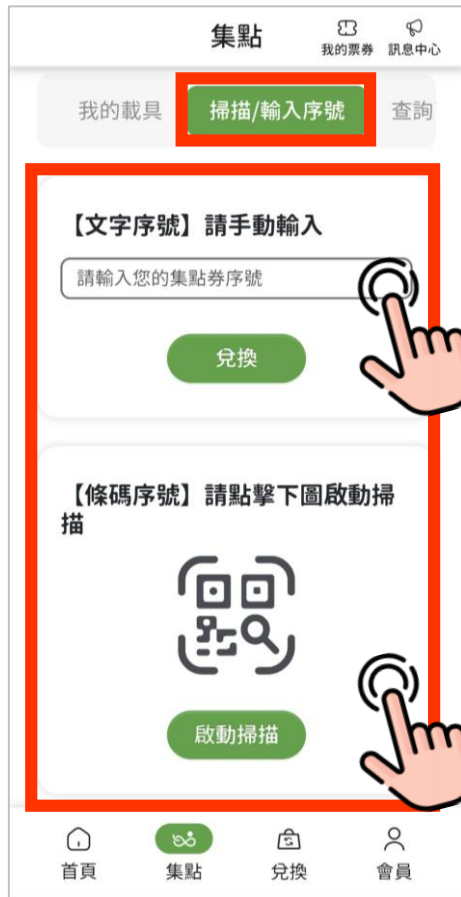 集點
我的票券
訊息中心
我的載具
掃描/輸入序號
查詢
【文字序號】請手動輸入
請輸入您的集點券序號
兌換
【條碼序號】請點擊下圖啟動掃
描
啟動掃描
首頁
集點
兌換
會員